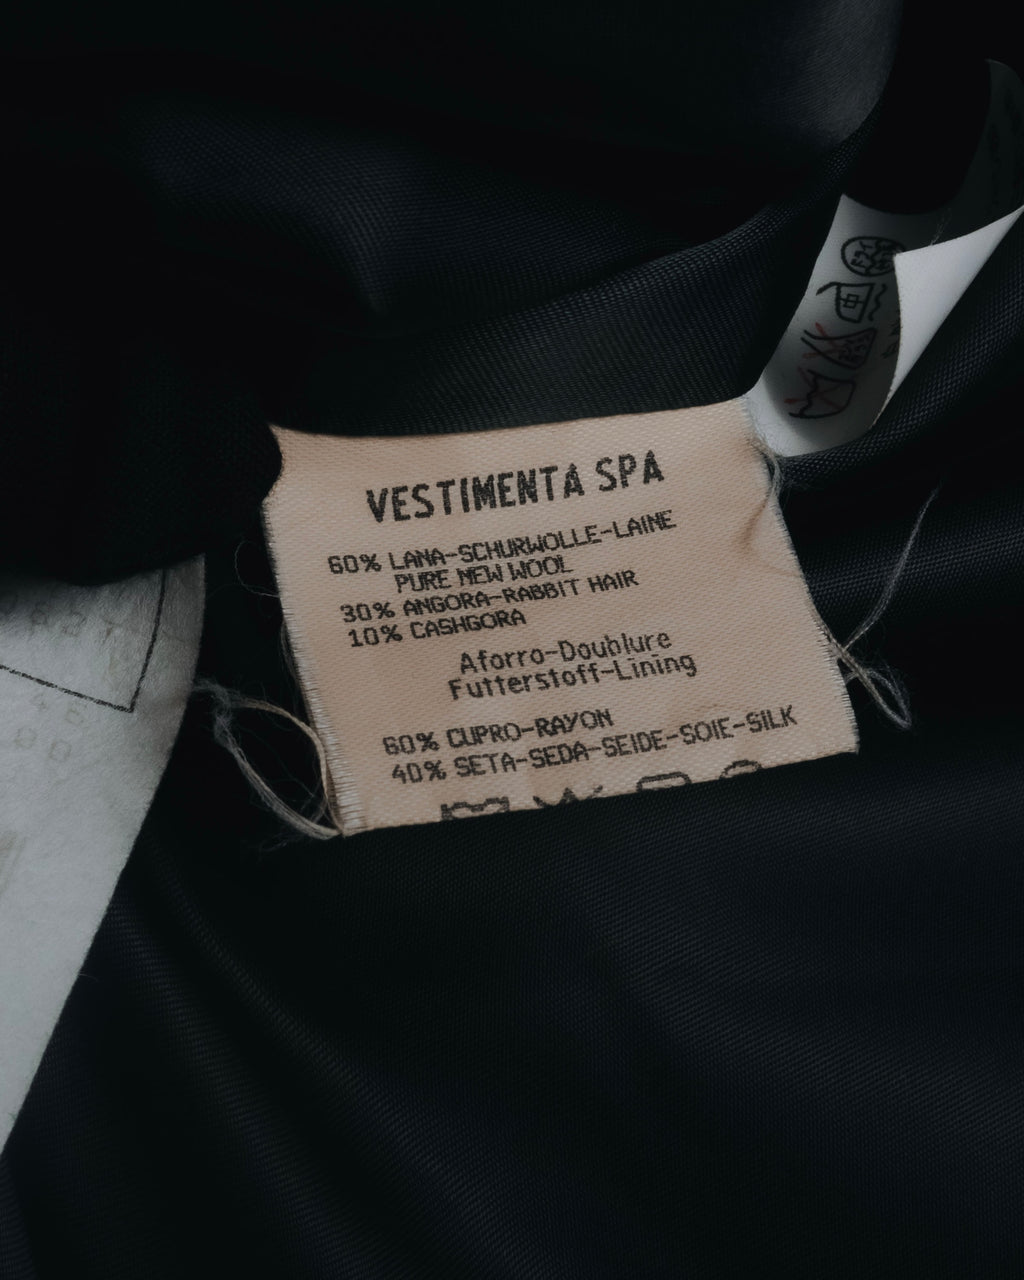 VESTIMENTA SPA
60% LANA-SCHURWOLLE-LAINE
PURE NEW WOOL
30% ANGORA-RABBIT HAIR
10% CASHGORA
Aforro-Doublure
Futterstoff-Lining
60% CUPRO-RAYON
40% SETA-SEDA-SEIDE-SOIE-SILK